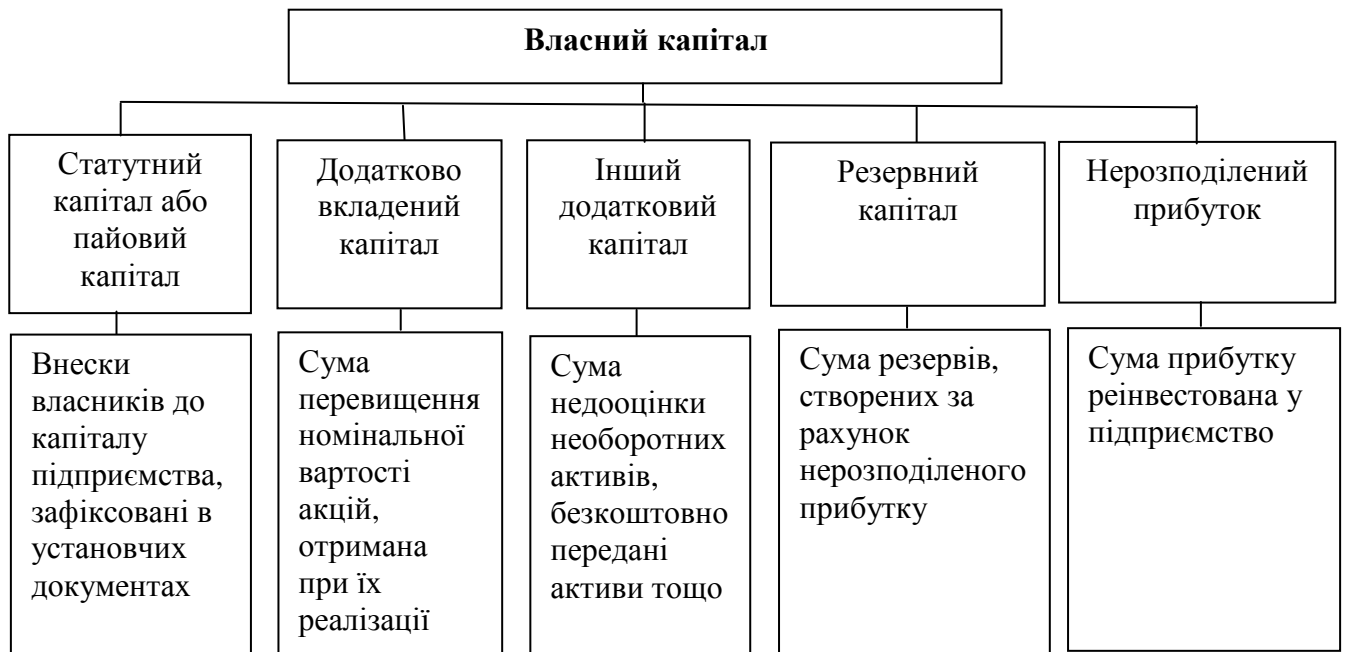 Власний капітал
Статутний
капітал або
пайовий
капітал
Додатково
вкладений
капітал
Інший
додатковий
капітал
Резервний
капітал
Нерозподілений
прибуток
Внески
власників до
капіталу
підприємства,
зафіксовані в
установчих
документах
Сума
перевищення
номінальної
вартості
акцій,
отримана
при їх
реалізації
Сума
недооцінки
необоротних
активів,
безкоштовно
передані
активи тощо
Сума резервів,
створених за
рахунок
нерозподіленого
прибутку
Сума прибутку
реінвестована у
підприємство